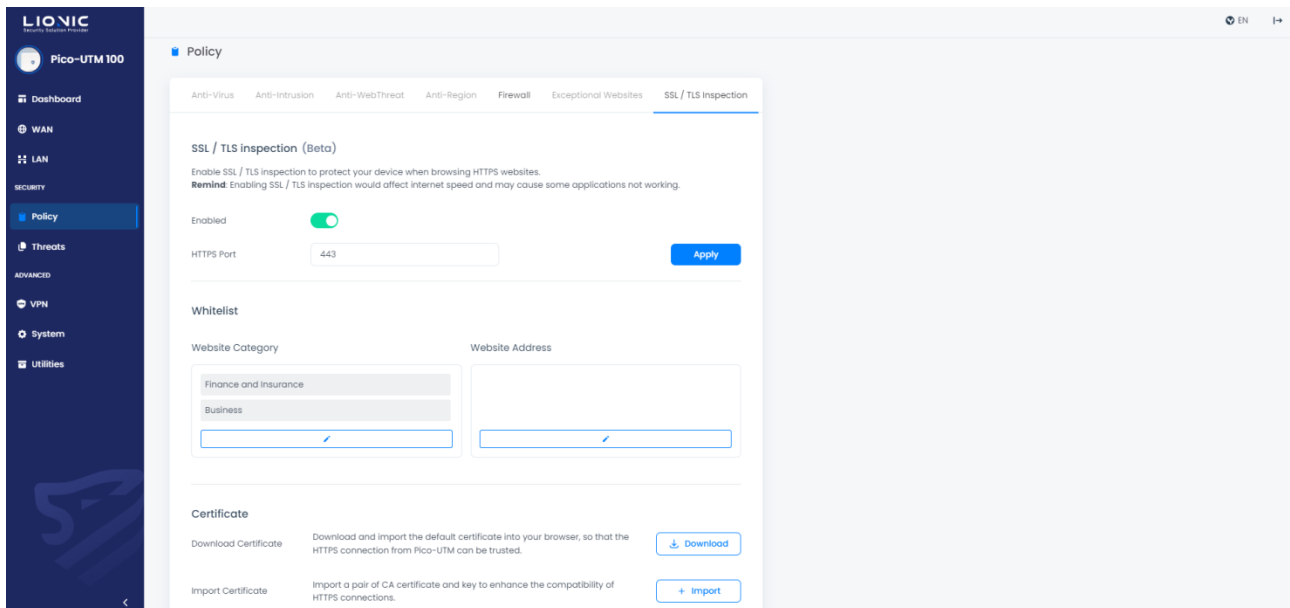 LIONIC
Security Solution Provider
EN
Pico-UTM 100
Policy
Dashboard
WAN
LAN
SECURITY
Policy
Threats
ADVANCED
VPN
System
Utilities
Anti-Virus Anti-Intrusion Anti-WebThreat Anti-Region Firewall Exceptional Websites SSL / TLS Inspection
SSL / TLS inspection (Beta)
Enable SSL / TLS inspection to protect your device when browsing HTTPS websites.
Remind: Enabling SSL / TLS inspection would affect internet speed and may cause some applications not working.
Enabled
HTTPS Port 443 Apply
Whitelist
Website Category Website Address
Finance and Insurance
Business
Certificate
Download Certificate Download and import the default certificate into your browser, so that the
HTTPS connection from Pico-UTM can be trusted.
Download
Import Certificate Import a pair of CA certificate and key to enhance the compatibility of
HTTPS connections.
+ Import